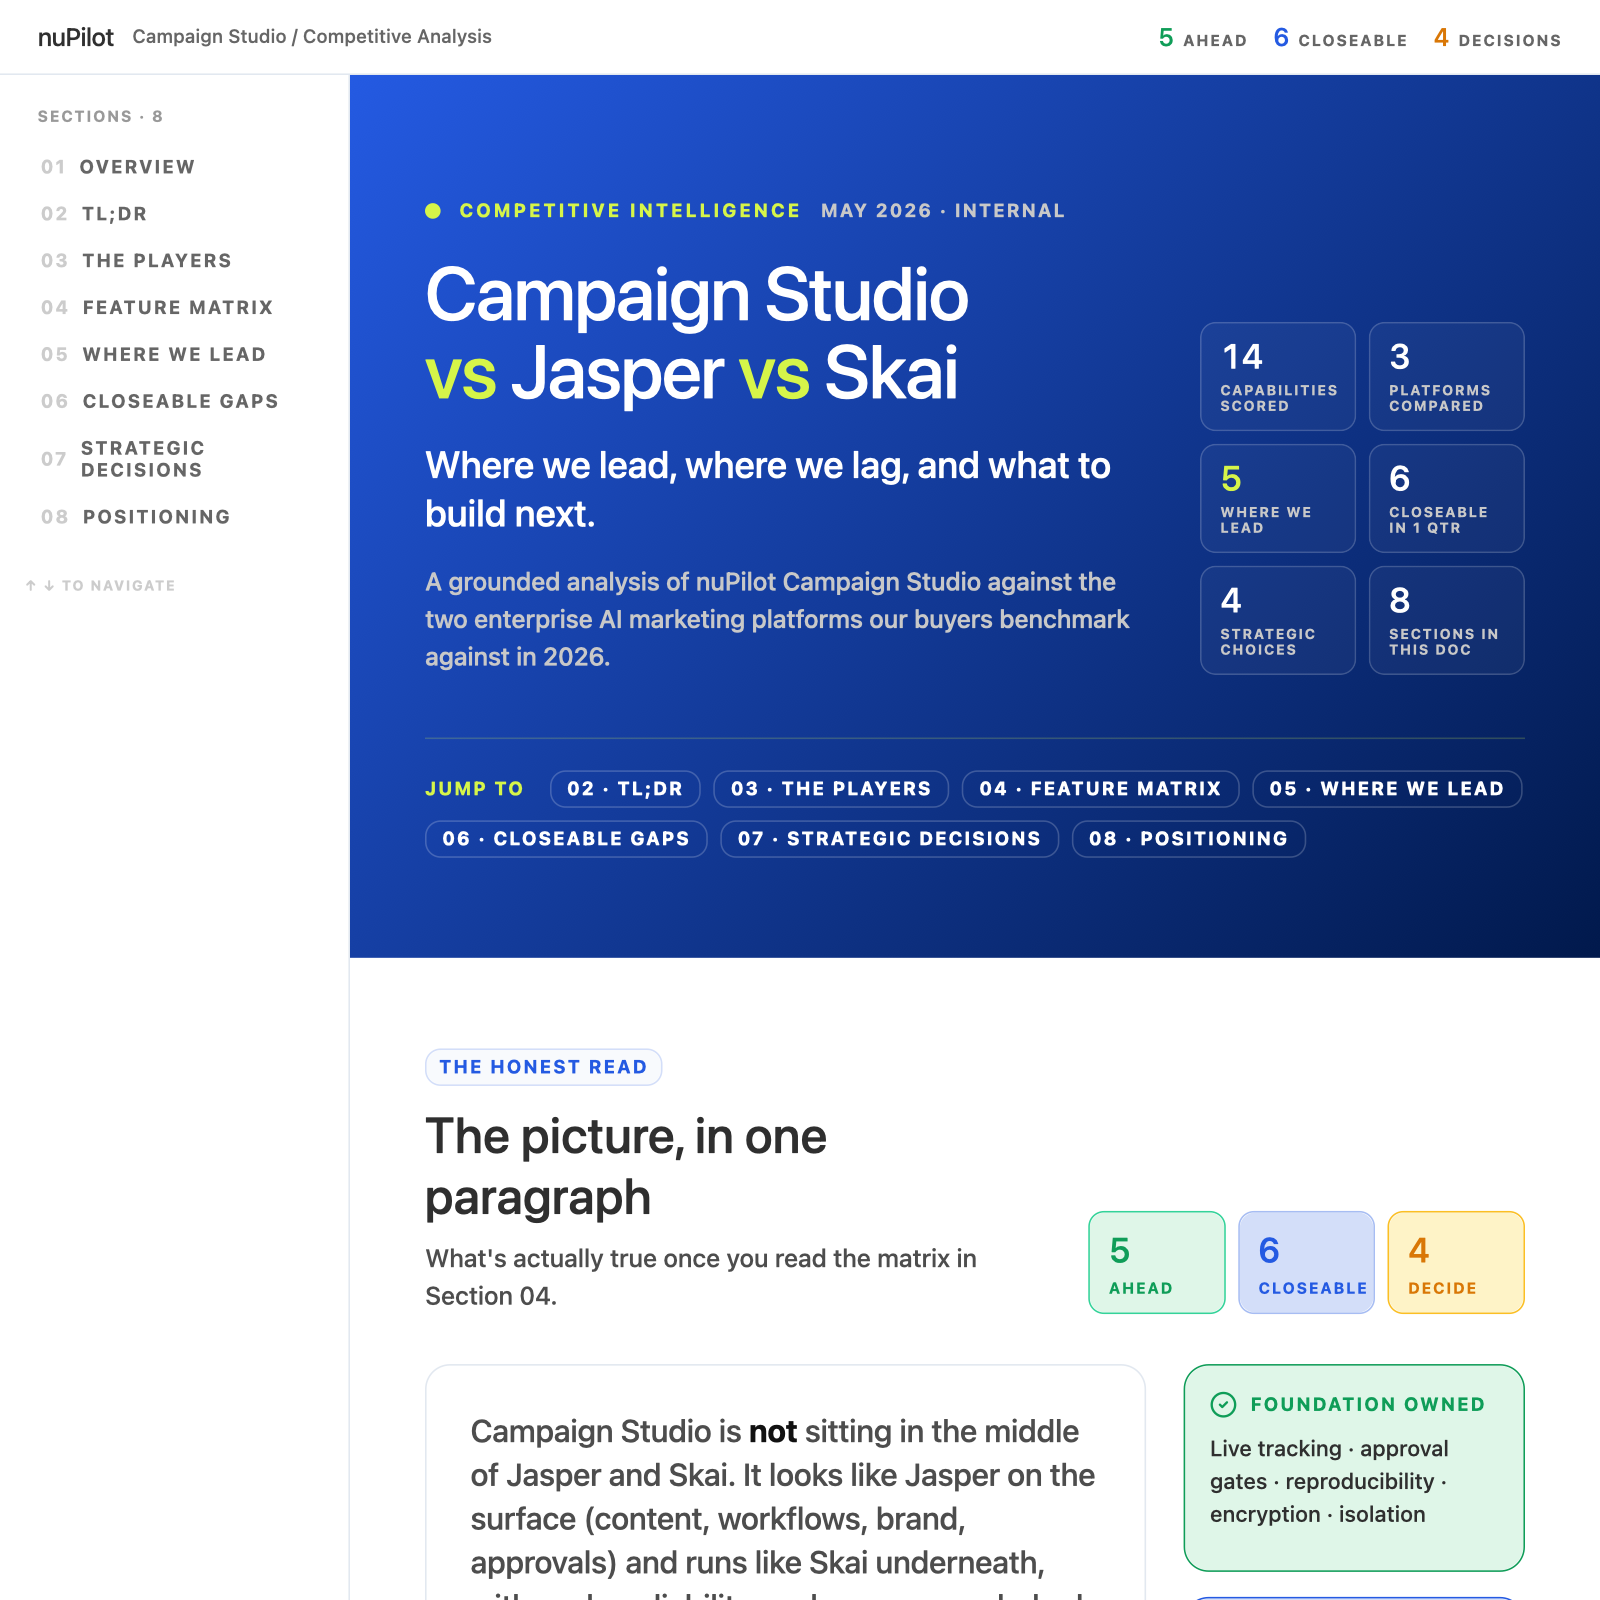 nuPilot Campaign Studio / Competitive Analysis
5 AHEAD 6 CLOSEABLE 4 DECISIONS
SECTIONS · 8
01 OVERVIEW
02 TL;DR
03 THE PLAYERS
04 FEATURE MATRIX
05 WHERE WE LEAD
06 CLOSEABLE GAPS
07 STRATEGIC
DECISIONS
08 POSITIONING
↑ ↓ TO NAVIGATE
COMPETITIVE INTELLIGENCE MAY 2026 · INTERNAL
Campaign Studio
vs Jasper vs Skai
Where we lead, where we lag, and what to
build next.
A grounded analysis of nuPilot Campaign Studio against the
two enterprise AI marketing platforms our buyers benchmark
against in 2026.
14
CAPABILITIES
SCORED
3
PLATFORMS
COMPARED
5
WHERE WE
LEAD
6
CLOSEABLE
IN 1 QTR
4
STRATEGIC
CHOICES
8
SECTIONS IN
THIS DOC
JUMP TO 02 · TL;DR 03 · THE PLAYERS 04 · FEATURE MATRIX 05 · WHERE WE LEAD
06 · CLOSEABLE GAPS 07 · STRATEGIC DECISIONS 08 · POSITIONING
THE HONEST READ
The picture, in one
paragraph
What's actually true once you read the matrix in
Section 04.
5
AHEAD
6
CLOSEABLE
4
DECIDE
Campaign Studio is not sitting in the middle
of Jasper and Skai. It looks like Jasper on the
surface (content, workflows, brand,
approvals) and runs like Skai underneath,
FOUNDATION OWNED
Live tracking · approval
gates · reproducibility ·
encryption · isolation